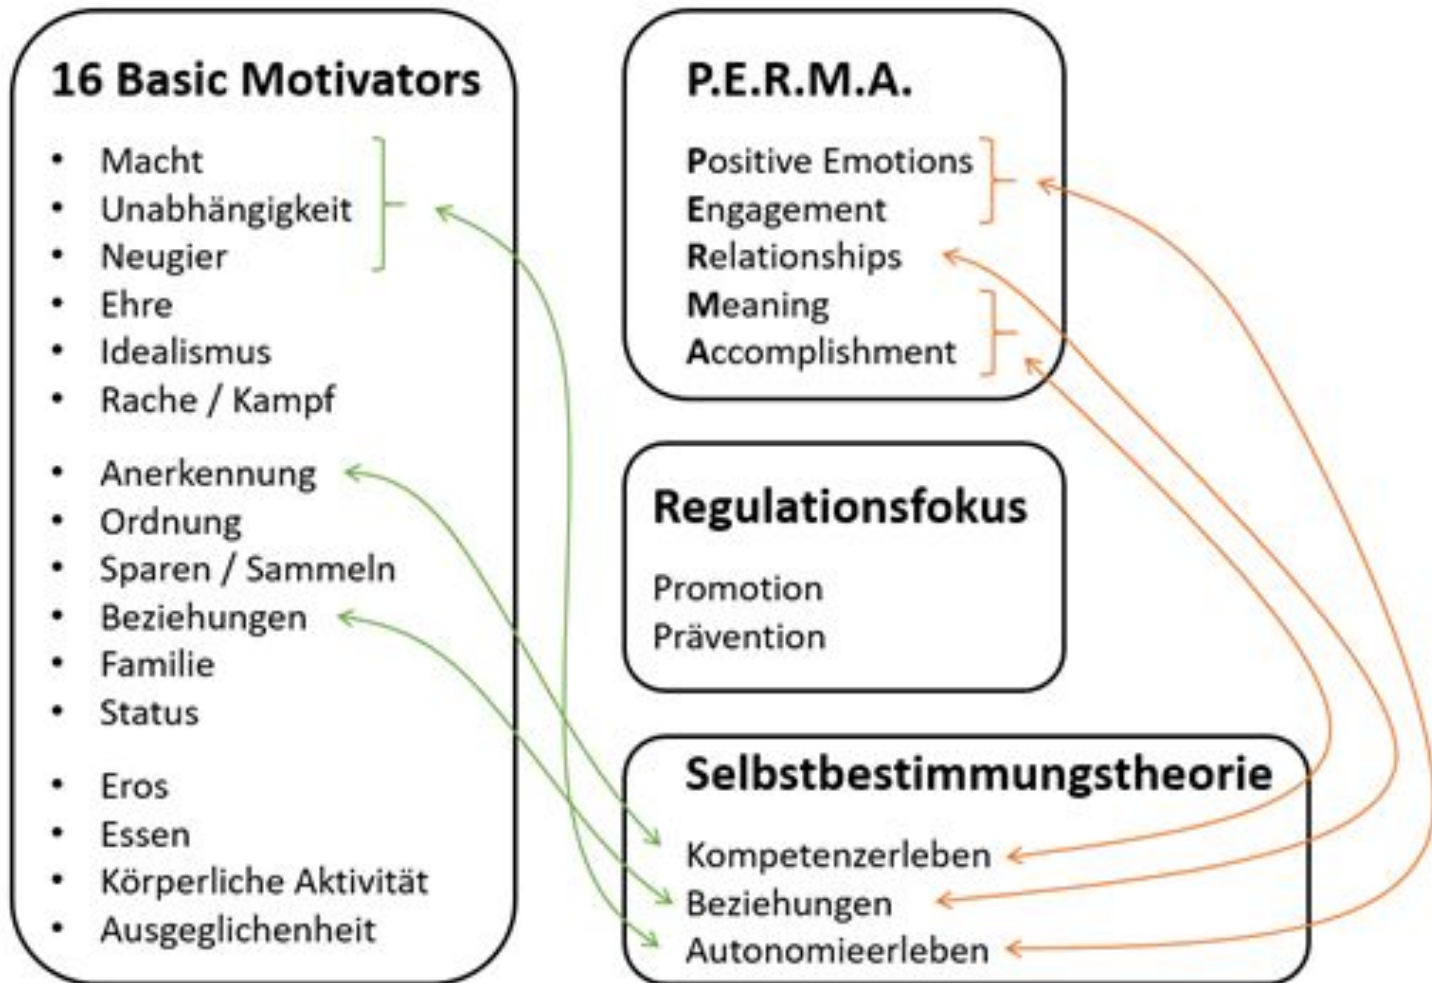 16 Basic Motivators
• Macht
• Unabhängigkeit
• Neugier
• Ehre
• Idealismus
• Rache / Kampf
• Anerkennung
• Ordnung
• Sparen / Sammeln
• Beziehungen
• Familie
• Status
• Eros
• Essen
• Körperliche Aktivität
• Ausgeglichenheit
P.E.R.M.A.
Positive Emotions
Engagement
Relationships
Meaning
Accomplishment
Regulationsfokus
Promotion
Prävention
Selbstbestimmungstheorie
Kompetenzerleben
Beziehungen
Autonomieerleben